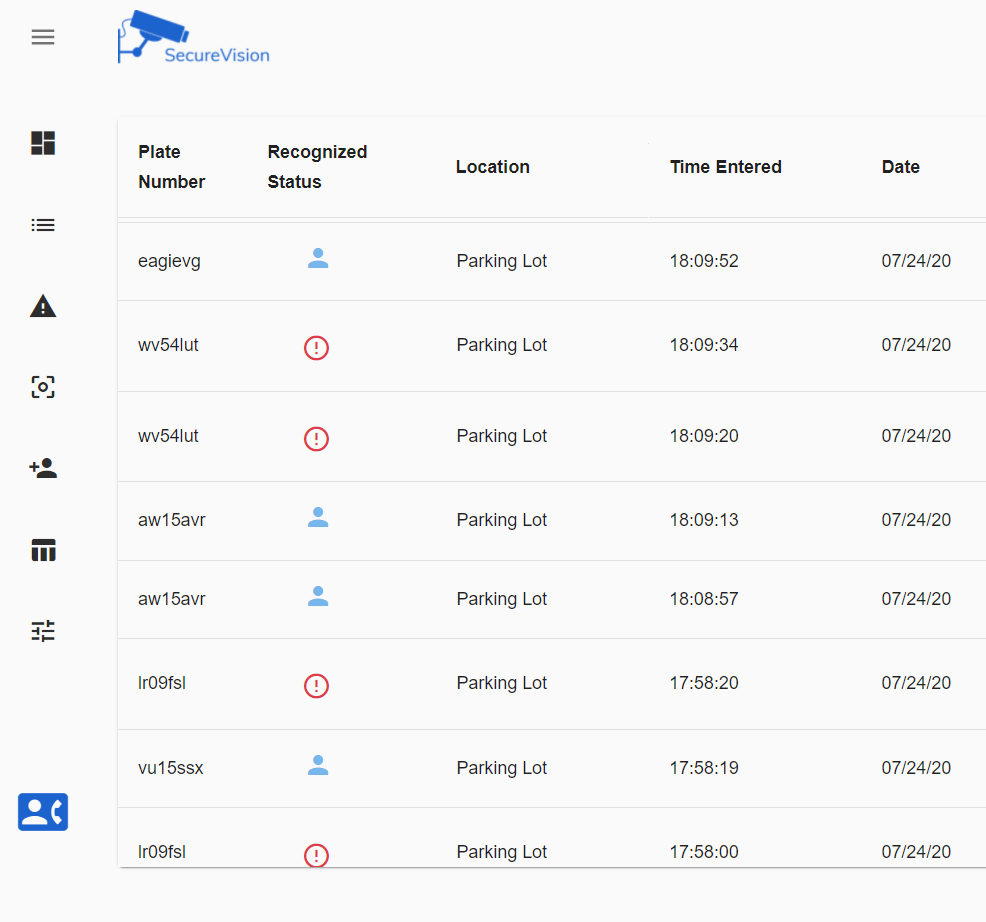 SecureVision
Plate Number
Recognized Status
Location
Time Entered
Date
eagievg Parking Lot 18:09:52 07/24/20
wv54lut Parking Lot 18:09:34 07/24/20
wv54lut Parking Lot 18:09:20 07/24/20
aw15avr Parking Lot 18:09:13 07/24/20
aw15avr Parking Lot 18:08:57 07/24/20
lr09fsl Parking Lot 17:58:20 07/24/20
vu15ssx Parking Lot 17:58:19 07/24/20
lr09fsl Parking Lot 17:58:00 07/24/20